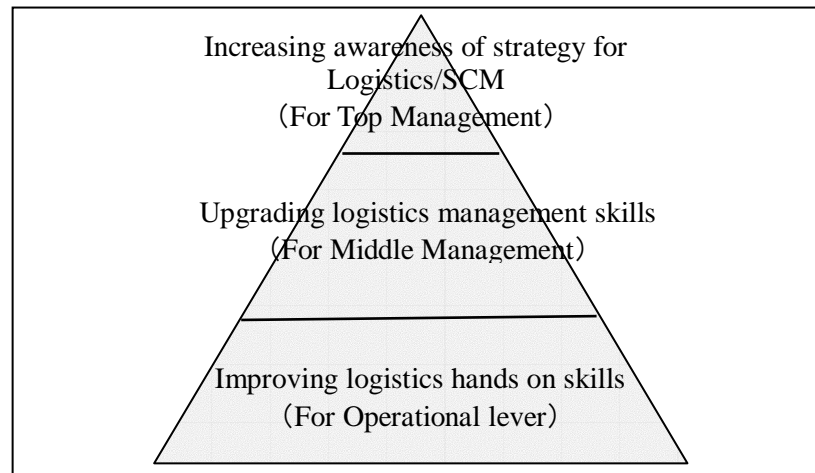 Increasing awareness of strategy for
Logistics/SCM
（For Top Management）
Upgrading logistics management skills
（For Middle Management）
Improving logistics hands on skills
（For Operational lever）